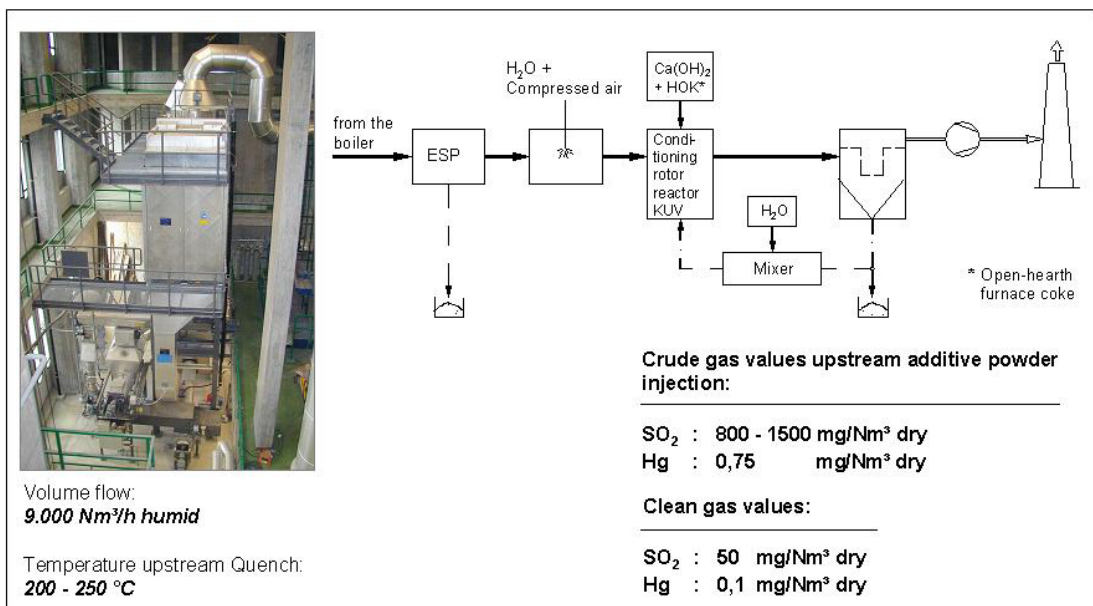 H₂O +
Compressed air
Ca(OH)₂
+ HOK*
from the
boiler
ESP
Condi-
tioning
rotor
reactor
KUV
H₂O
Mixer
* Open-hearth
furnace coke
Volume flow:
9.000 Nm³/h humid
Temperature upstream Quench:
200 - 250 °C
Crude gas values upstream additive powder
injection:
SO₂ : 800 - 1500 mg/Nm³ dry
Hg : 0,75 mg/Nm³ dry
Clean gas values:
SO₂ : 50 mg/Nm³ dry
Hg : 0,1 mg/Nm³ dry